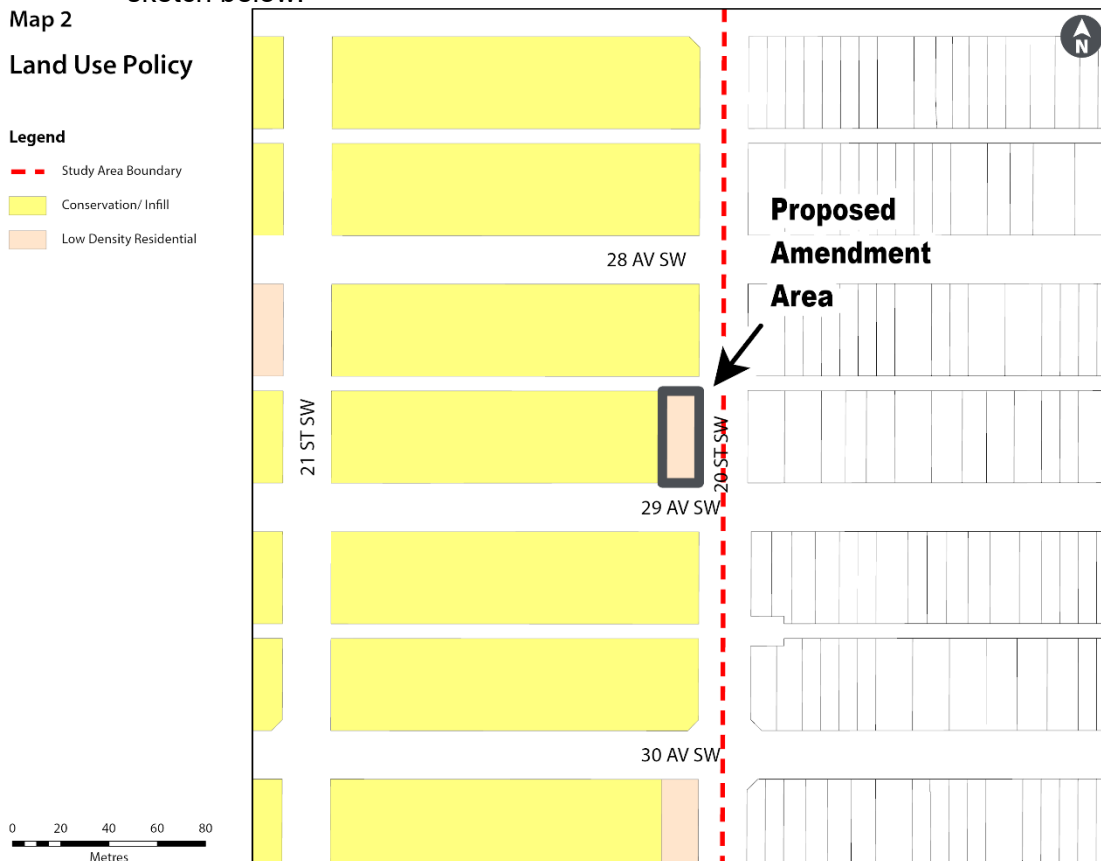 sketch below:
Map 2
Land Use Policy
Legend
Study Area Boundary
Conservation/ Infill
Low Density Residential
N
28 AV SW
Proposed
Amendment
Area
21 ST SW
20 ST SW
29 AV SW
30 AV SW
0 20 40 60 80
Metres